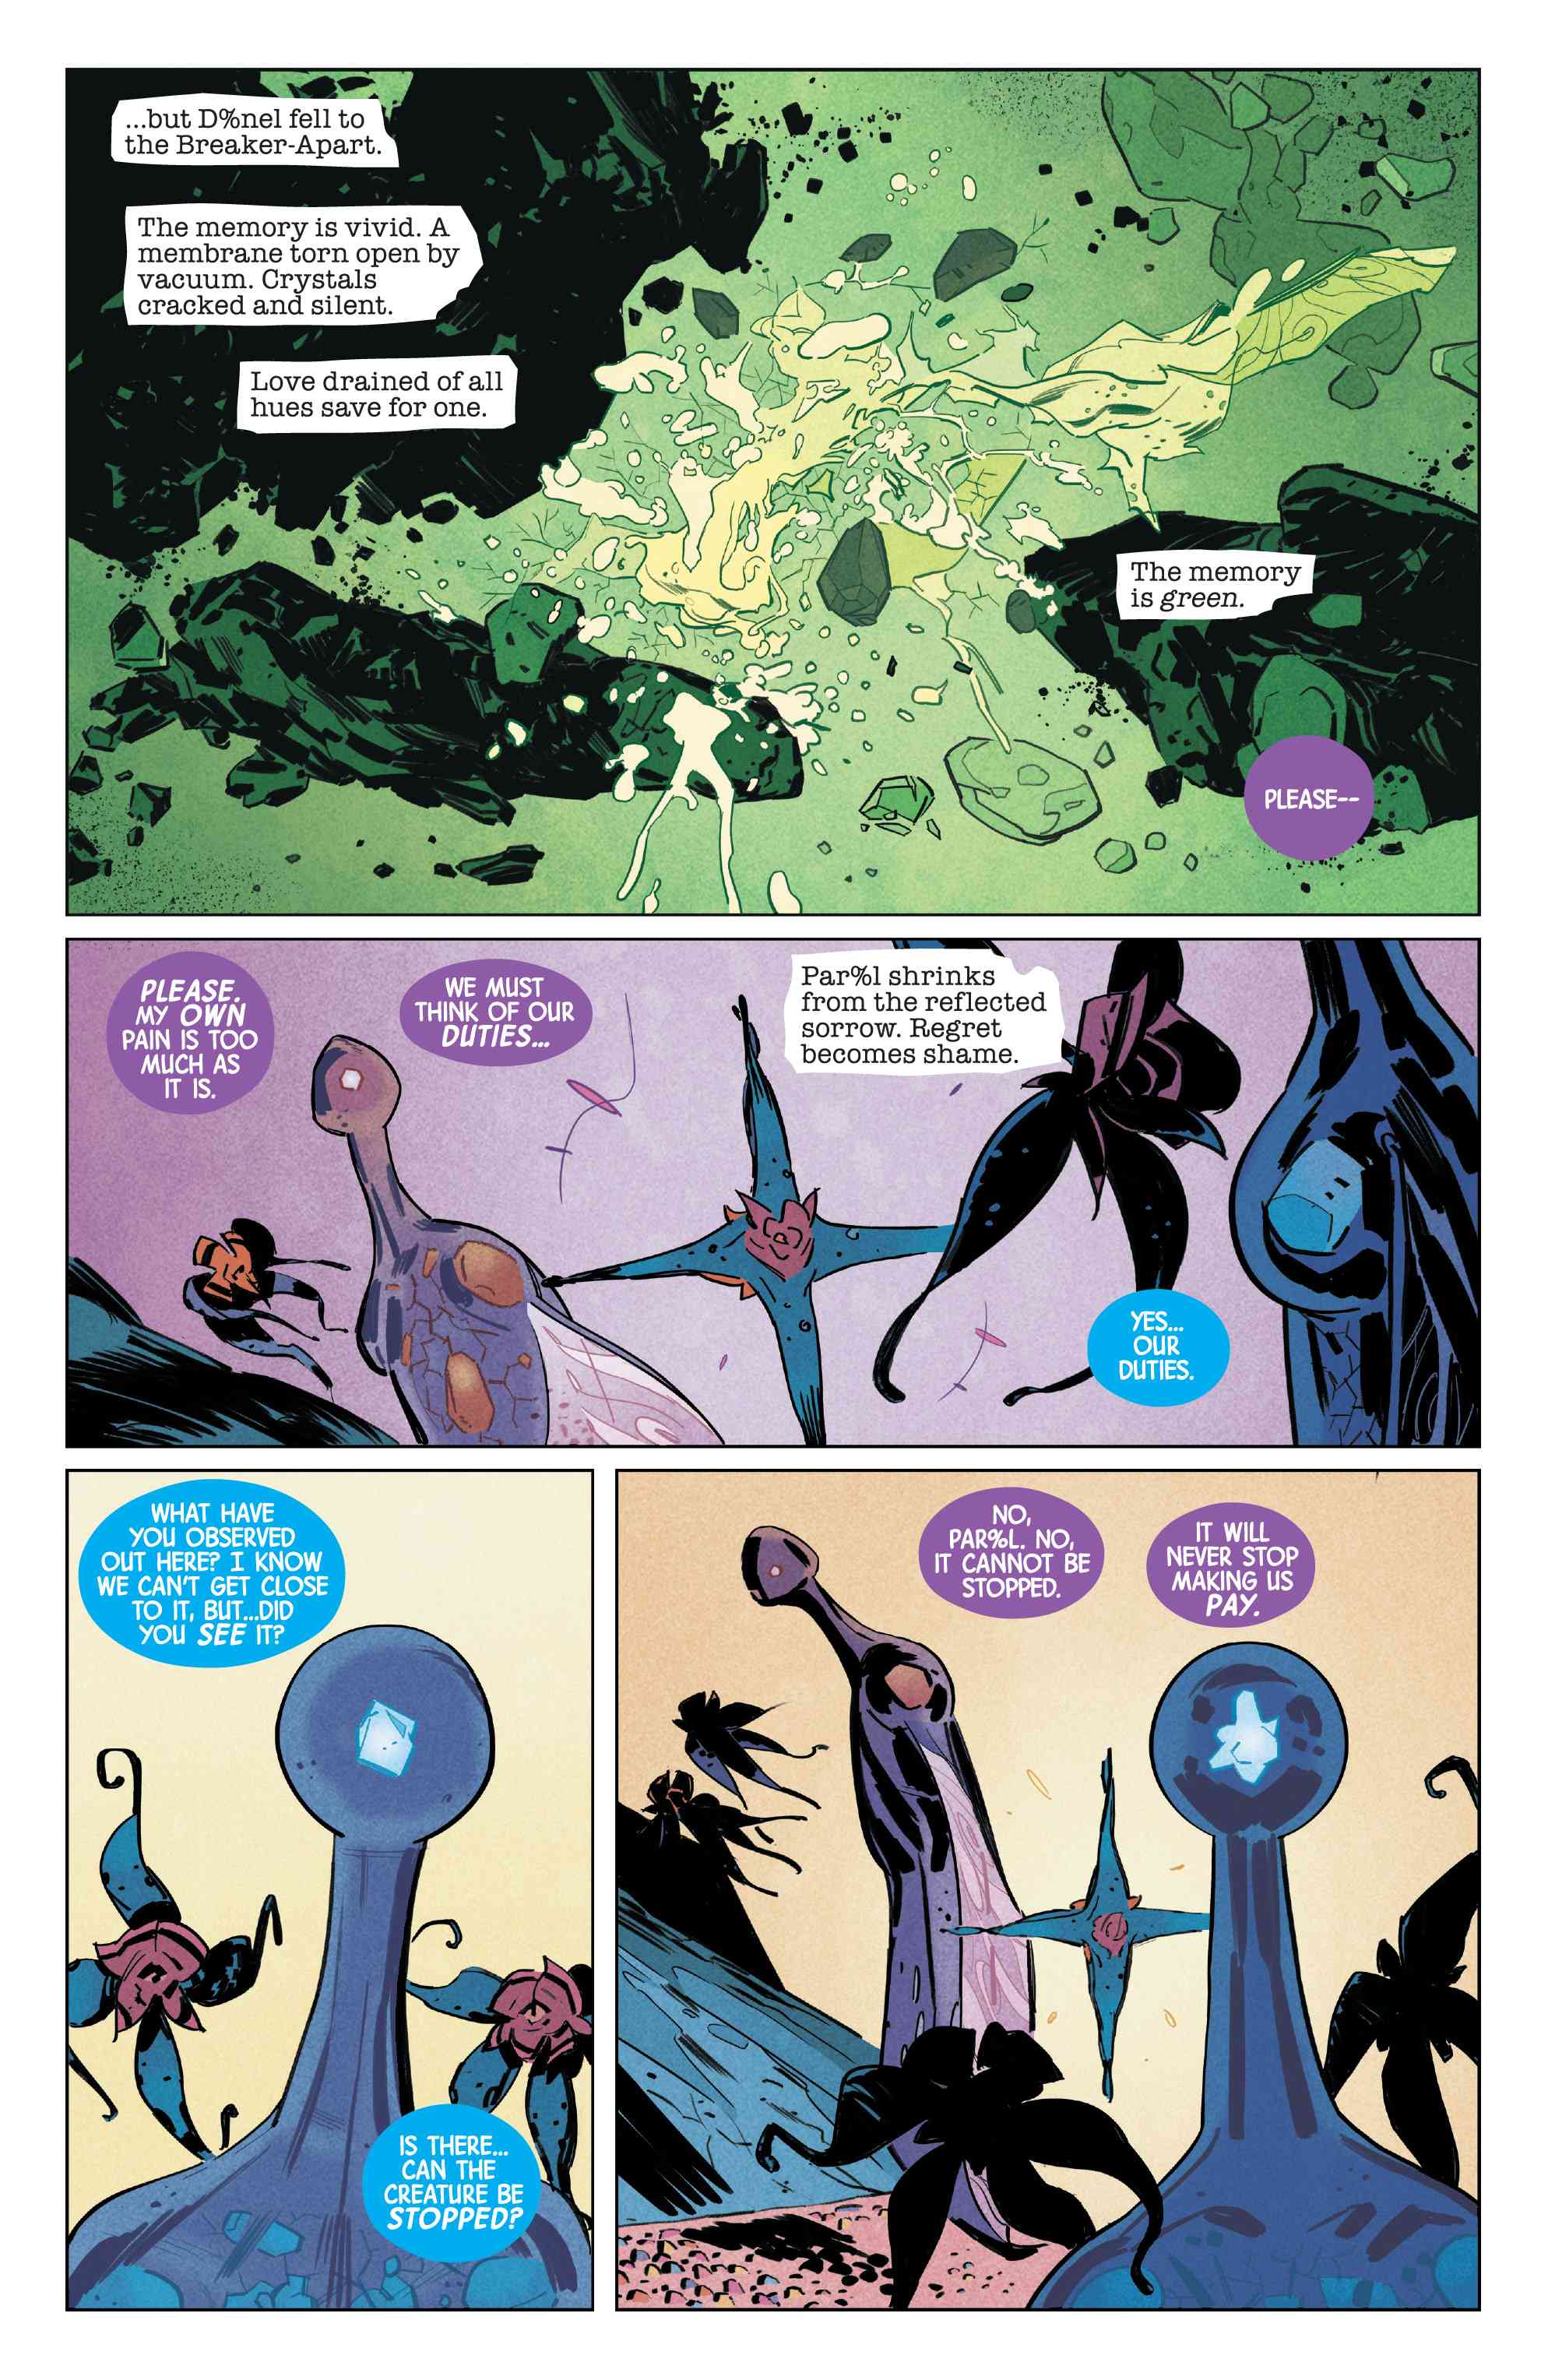 ...but D%nel fell to
the Breaker-Apart.
The memory is vivid. A
membrane torn open by
vacuum. Crystals
cracked and silent.
Love drained of all
hues save for one.
The memory
is green.
PLEASE--
PLEASE.
MY OWN
PAIN IS TOO
MUCH AS
IT IS.
WE MUST
THINK OF OUR
DUTIES...
Par%l shrinks
from the reflected
sorrow. Regret
becomes shame.
YES...
OUR
DUTIES.
WHAT HAVE
YOU OBSERVED
OUT HERE? I KNOW
WE CAN'T GET CLOSE
TO IT, BUT...DID
YOU SEE IT?
IS THERE...
CAN THE
CREATURE BE
STOPPED?
NO,
PAR%L. NO,
IT CANNOT BE
STOPPED.
IT WILL
NEVER STOP
MAKING US
PAY.